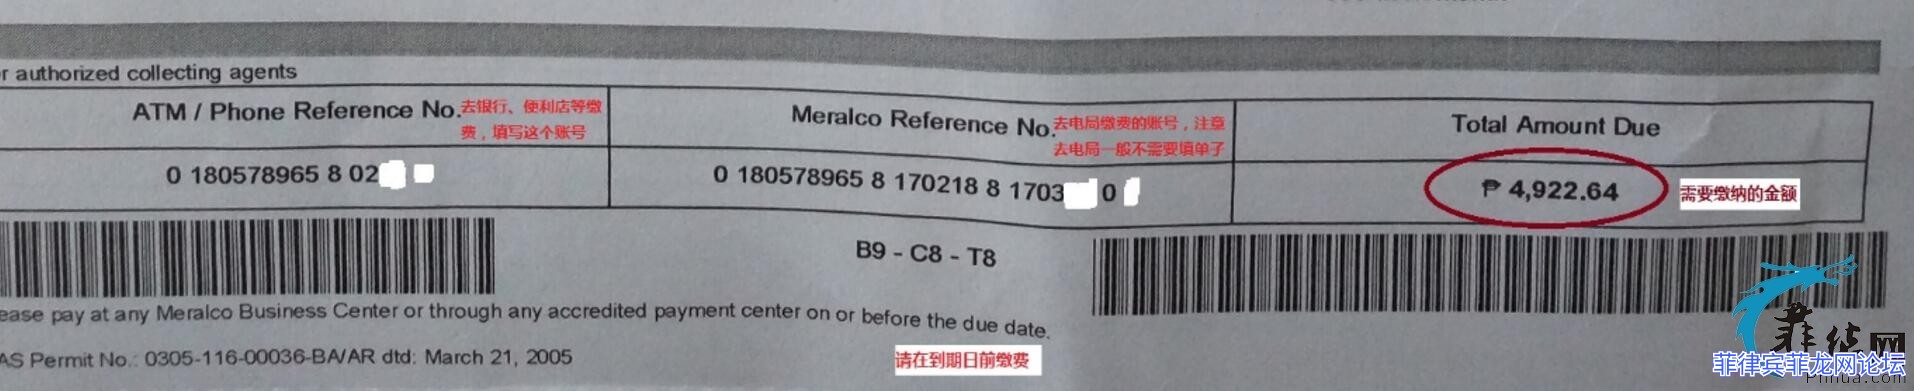 r authorized collecting agents
ATM / Phone Reference No.
去银行、便利店等缴
费，填写这个账号
Meralco Reference No.
去电局缴费的账号，注意
去电局一般不需要填单子
Total Amount Due
0 180578965 8 02
0 180578965 8 170218 8 1703 0
₱ 4,922.64
需要缴纳的金额
B9 - C8 - T8
ease pay at any Meralco Business Center or through any accredited payment center on or before the due date.
AS Permit No.: 0305-116-00036-BA/AR dtd: March 21, 2005
请在到期日前缴费
菲律宾菲龙网论坛